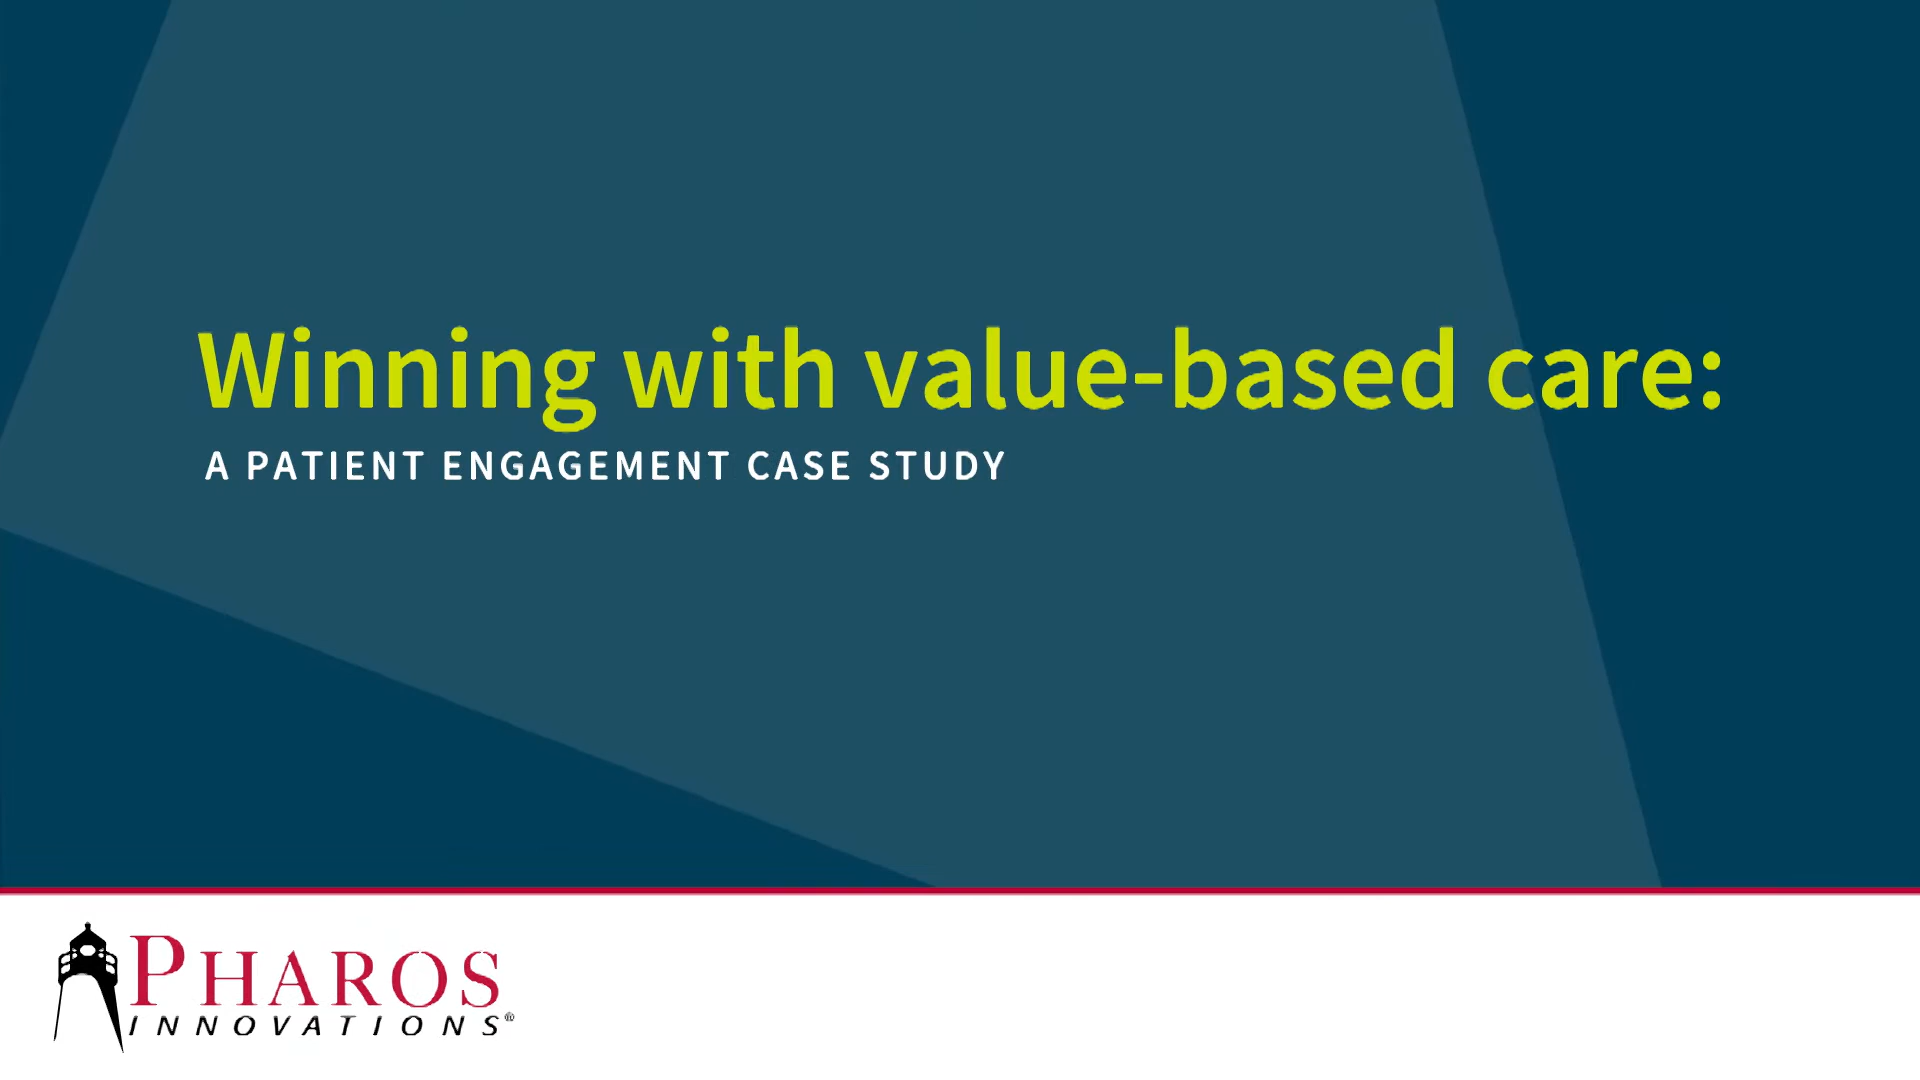 Winning with value-based care:
A PATIENT ENGAGEMENT CASE STUDY
PHAROS
INNOVATIONS®